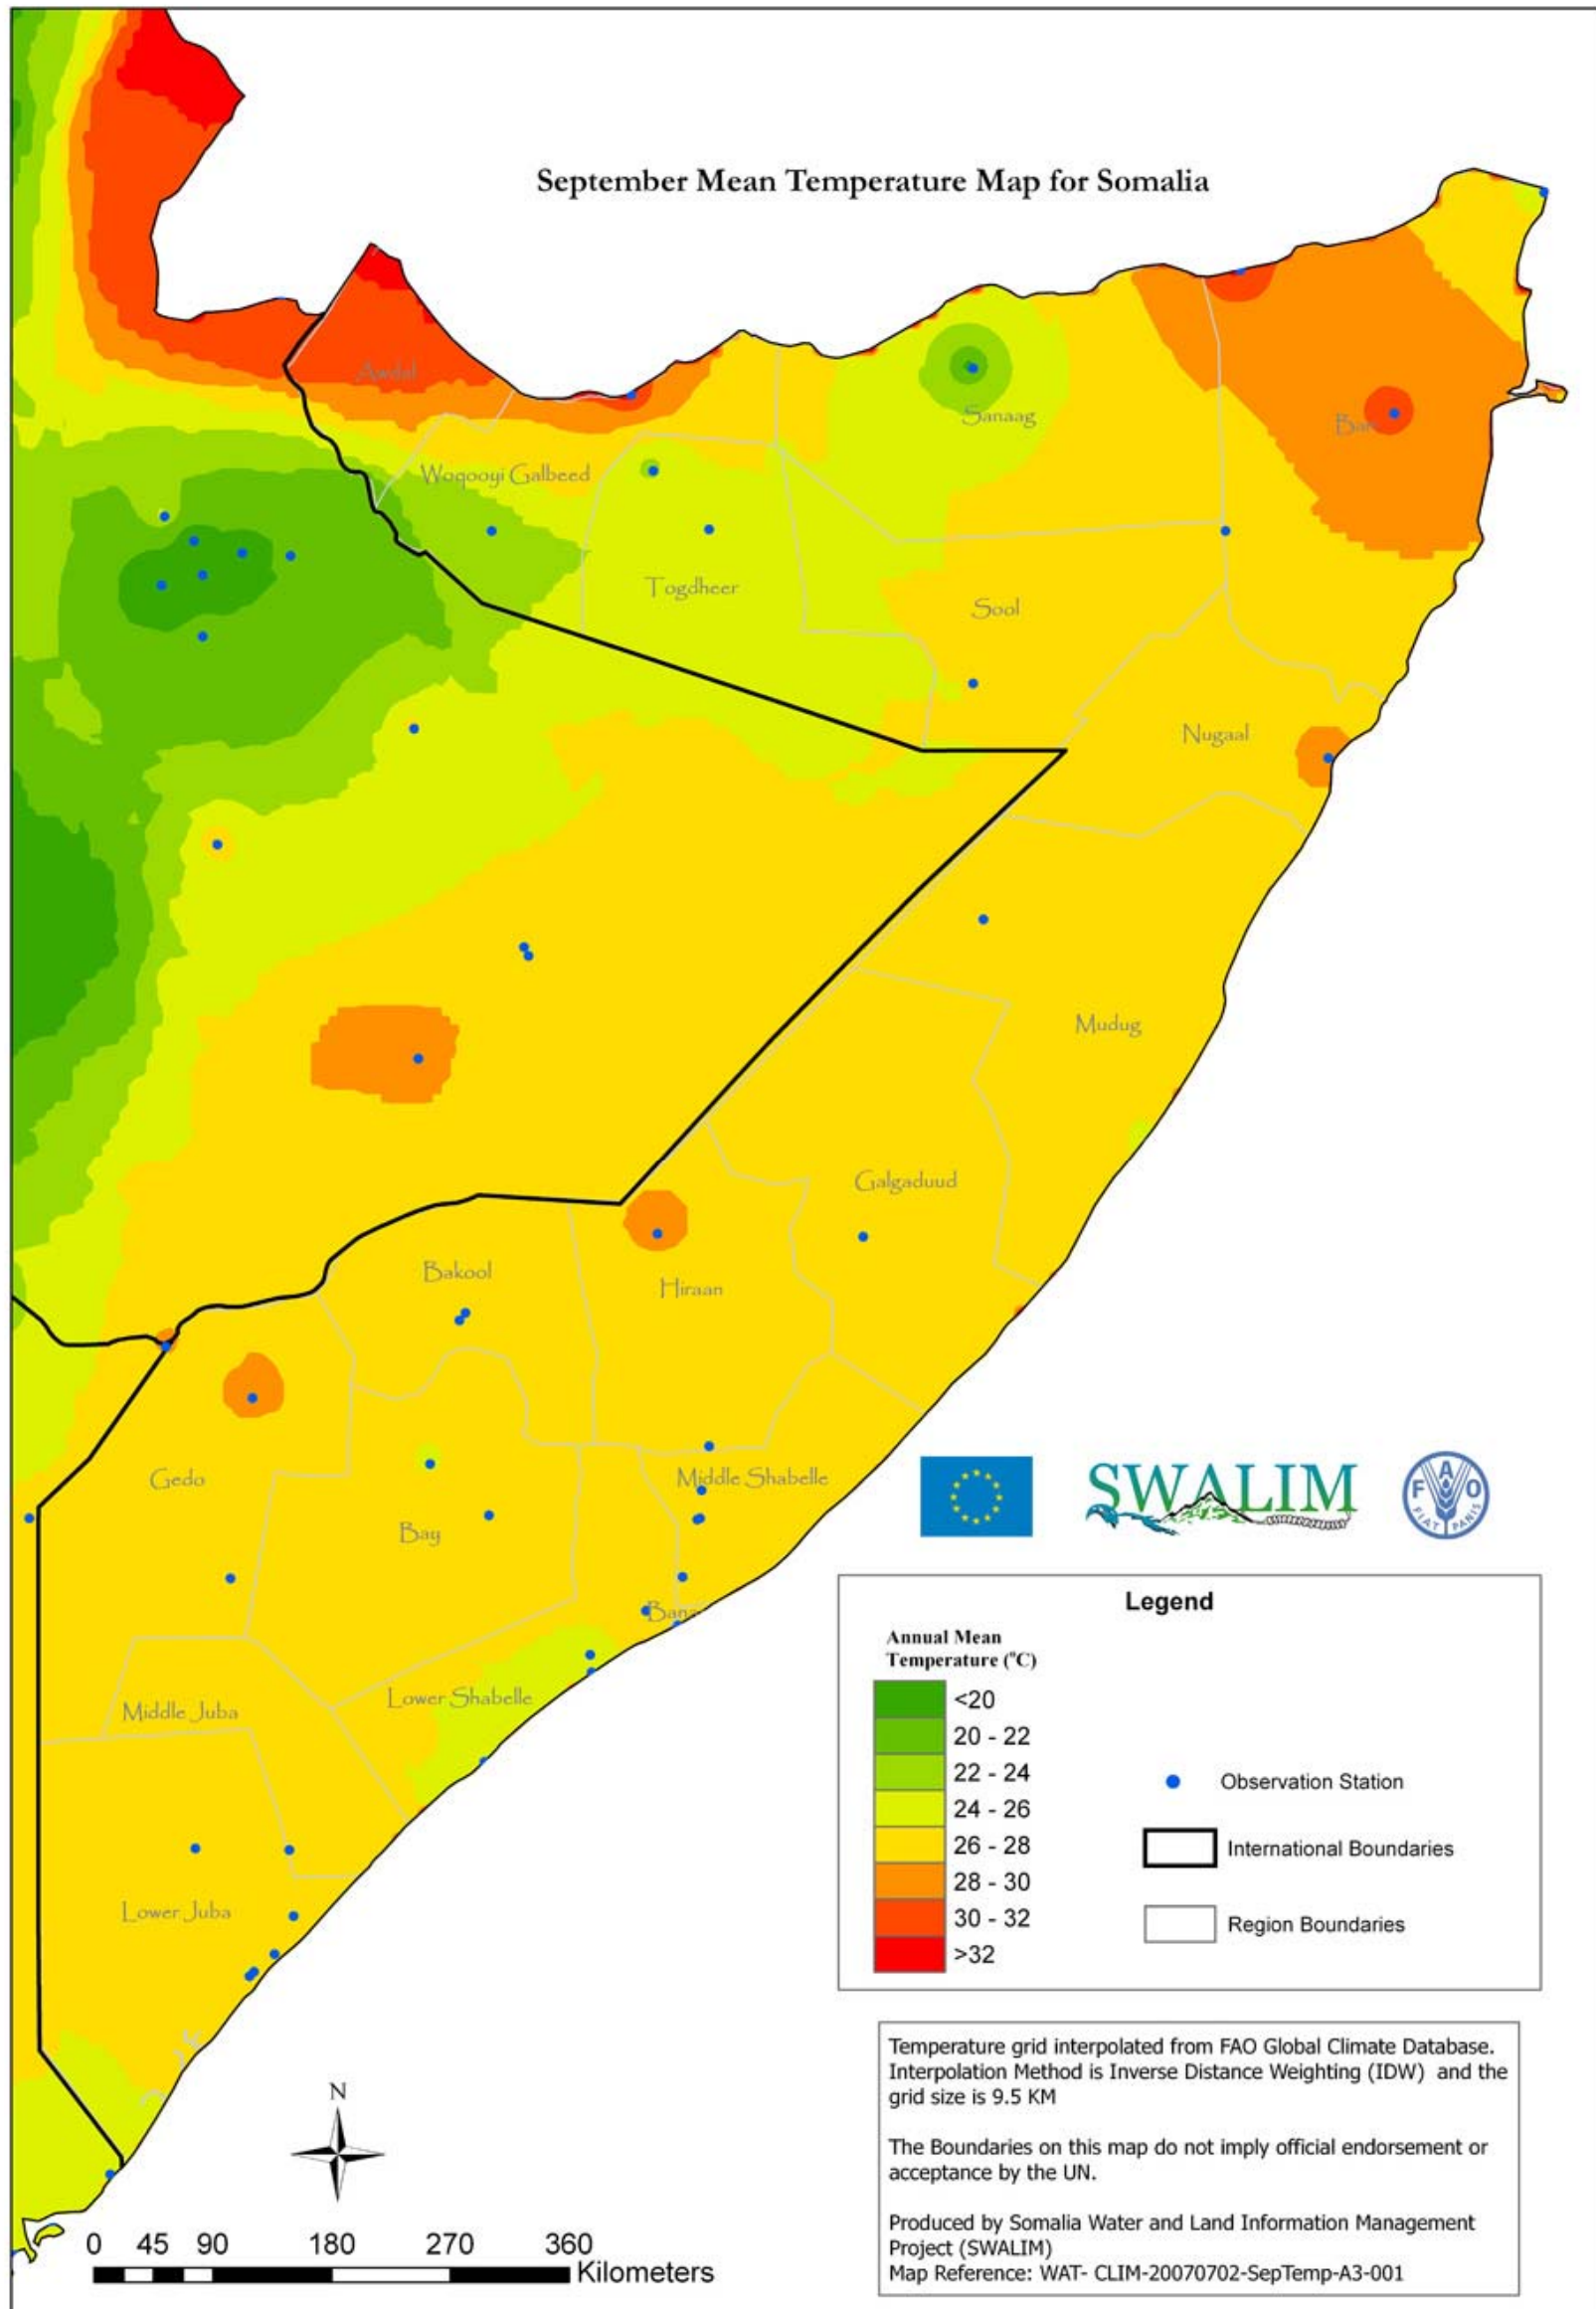 September Mean Temperature Map for Somalia
Awdal
Sanaag
Bari
Woqooyi Galbeed
Togdheer
Sool
Nugaal
Mudug
Galgaduud
Bakool
Hiraan
Gedo
Middle Shabelle
Bay
Bana
Lower Shabelle
Middle Juba
Lower Juba
SWALIM
F A O
FIAT PANIS
Legend
Annual Mean
Temperature (°C)
<20
20 - 22
22 - 24
24 - 26
26 - 28
28 - 30
30 - 32
>32
Observation Station
International Boundaries
Region Boundaries
Temperature grid interpolated from FAO Global Climate Database.
Interpolation Method is Inverse Distance Weighting (IDW) and the
grid size is 9.5 KM
The Boundaries on this map do not imply official endorsement or
acceptance by the UN.
Produced by Somalia Water and Land Information Management
Project (SWALIM)
Map Reference: WAT- CLIM-20070702-SepTemp-A3-001
N
0 45 90 180 270 360
Kilometers